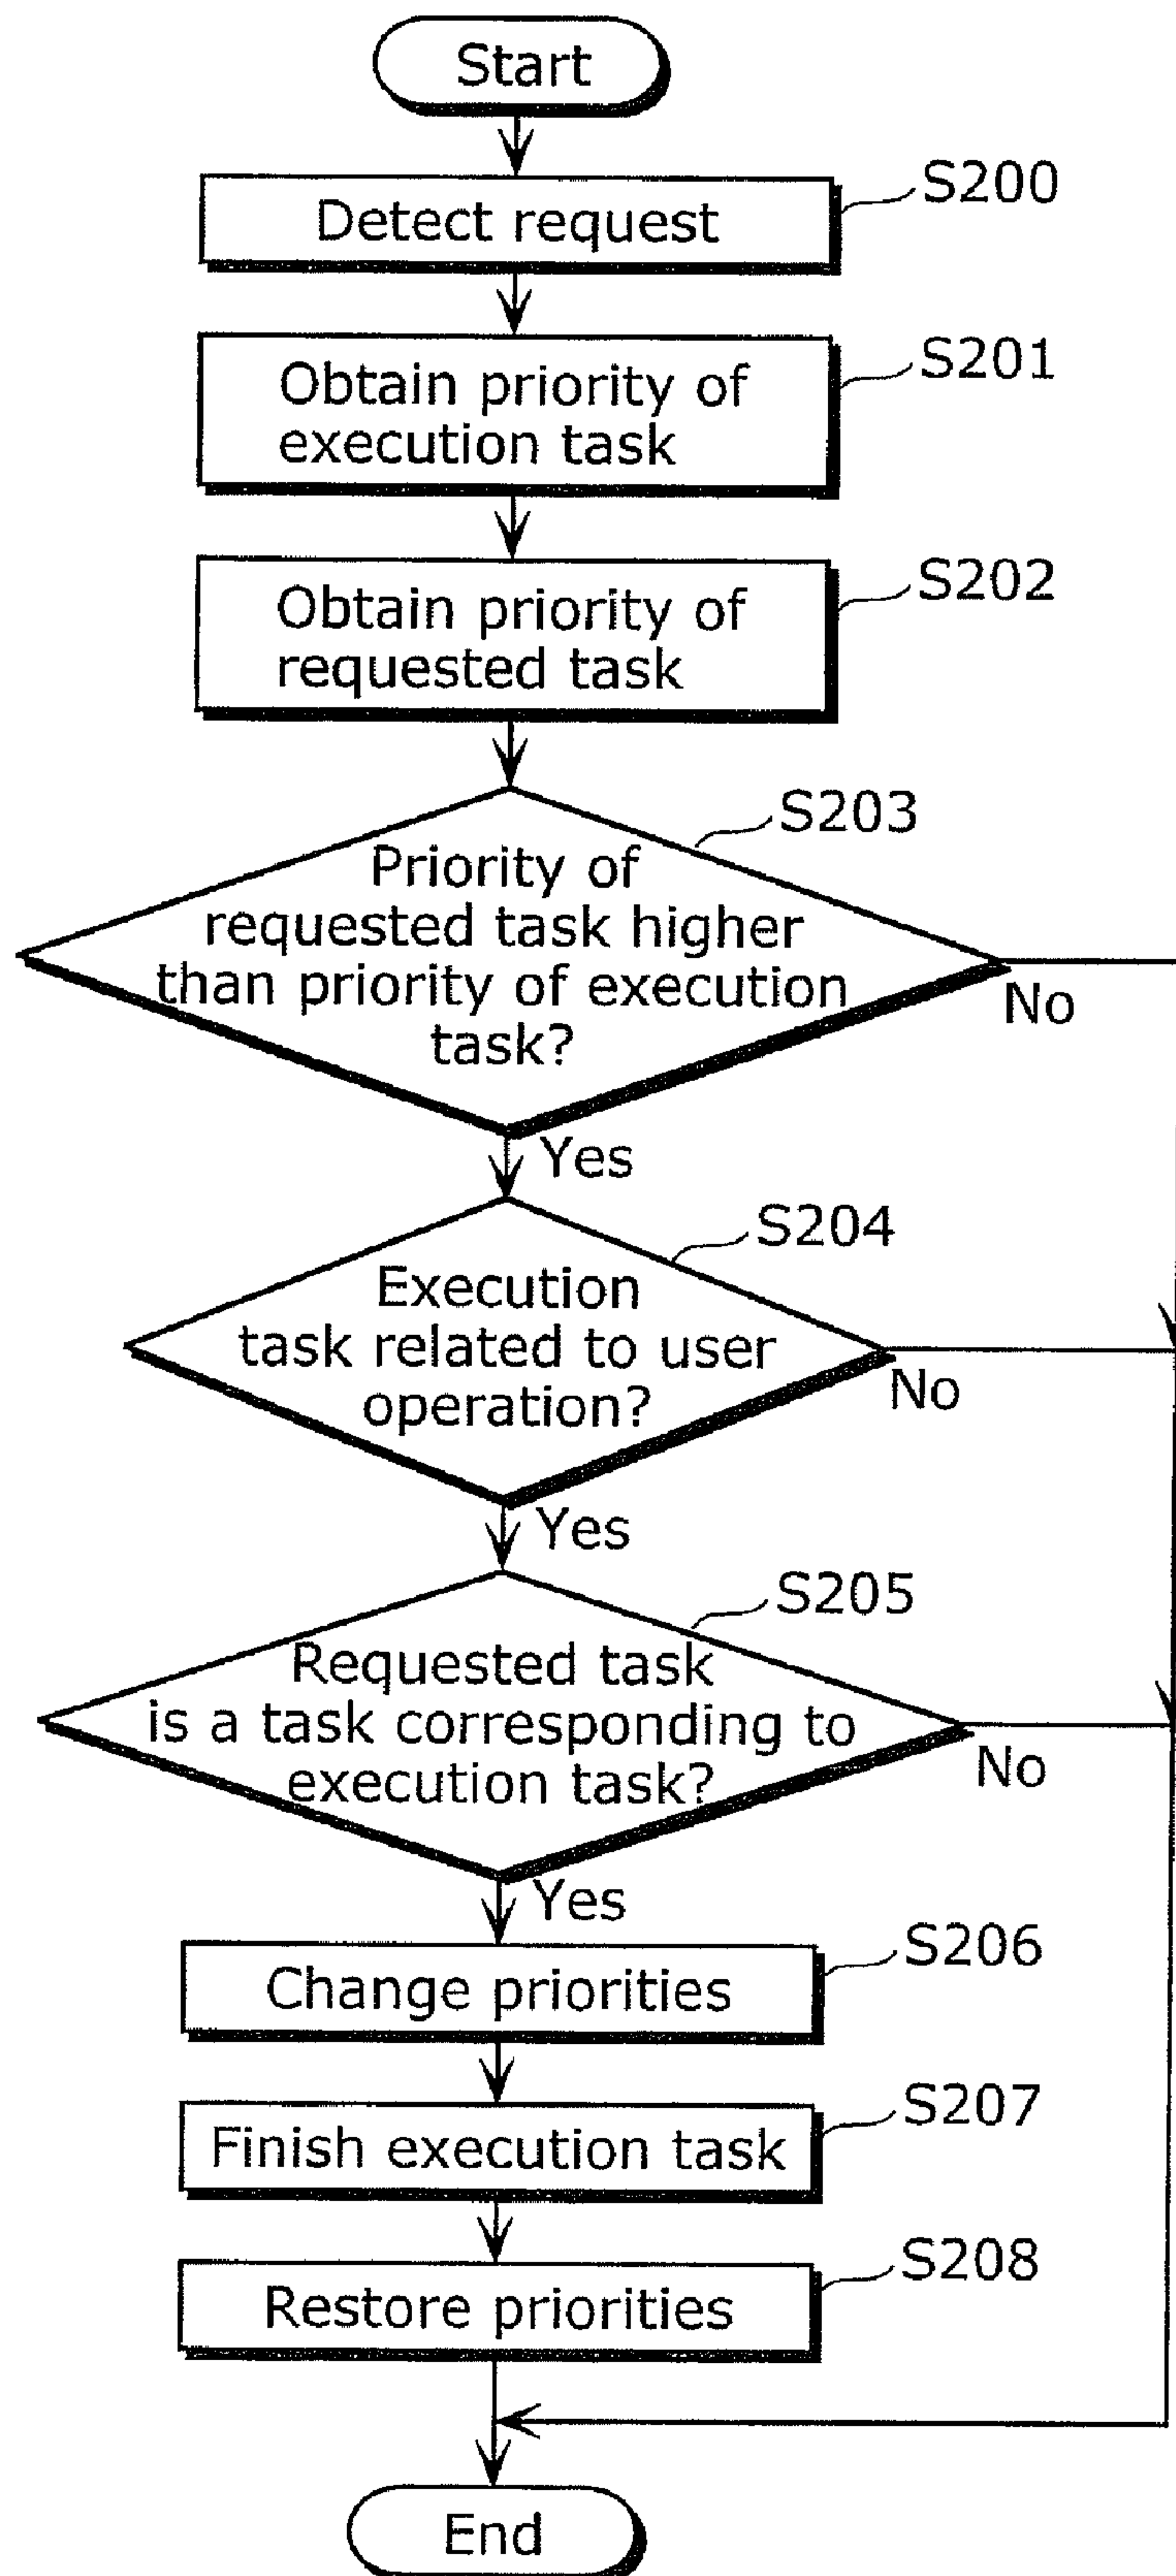 Start
S200
Detect request
S201
Obtain priority of
execution task
S202
Obtain priority of
requested task
S203
Priority of
requested task higher
than priority of execution
task?
No
Yes
S204
Execution
task related to user
operation?
No
Yes
S205
Requested task
is a task corresponding to
execution task?
No
Yes
S206
Change priorities
S207
Finish execution task
S208
Restore priorities
End